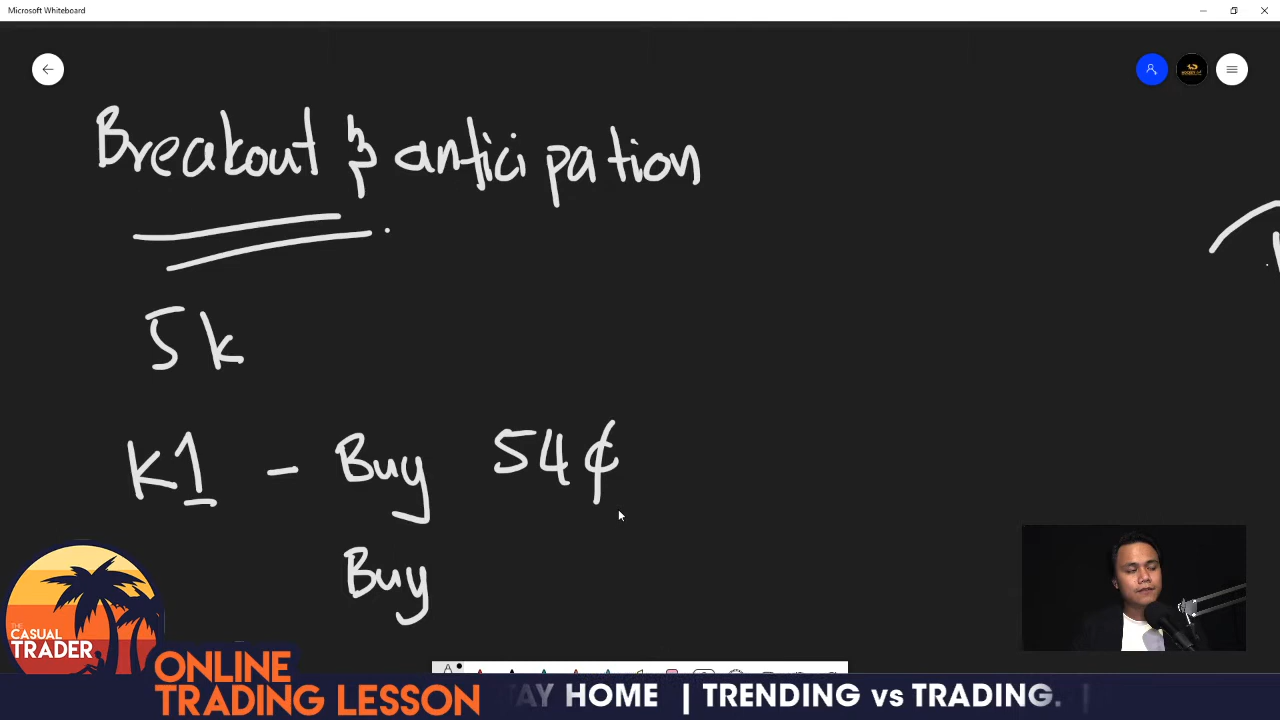 Microsoft Whiteboard
Breakout & anticipation
5k
K1 - Buy 54¢
Buy
THE
CASUAL
TRADER
ONLINE
TRADING LESSON
TAY HOME | TRENDING vs TRADING. |